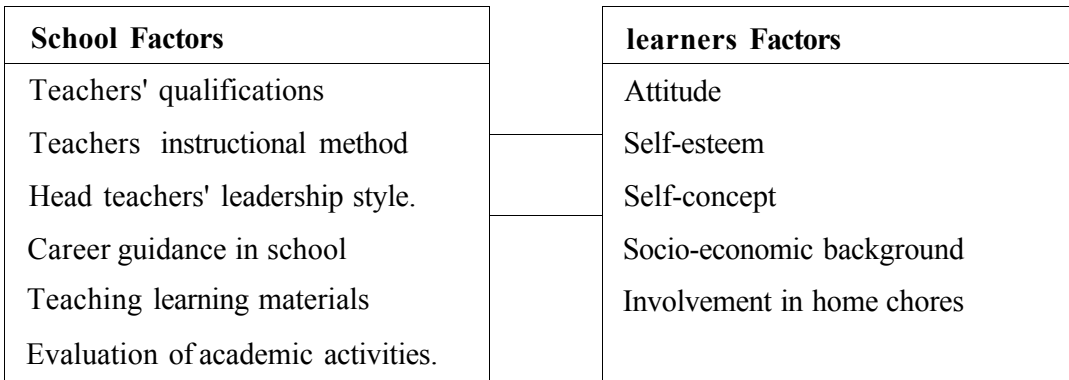 School Factors
Teachers' qualifications
Teachers instructional method
Head teachers' leadership style.
Career guidance in school
Teaching learning materials
Evaluation of academic activities.
learners Factors
Attitude
Self-esteem
Self-concept
Socio-economic background
Involvement in home chores